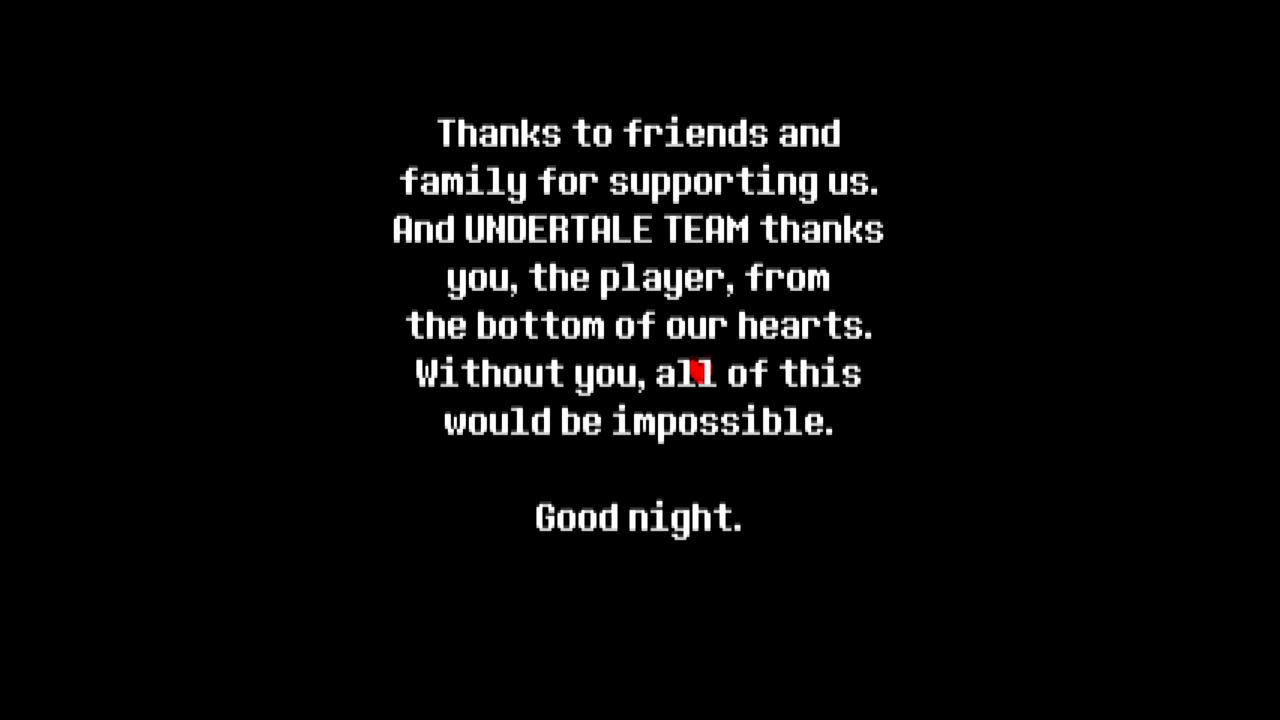 Thanks to friends and
family for supporting us.
And UNDERTALE TEAM thanks
you, the player, from
the bottom of our hearts.
Without you, all of this
would be impossible.
Good night.